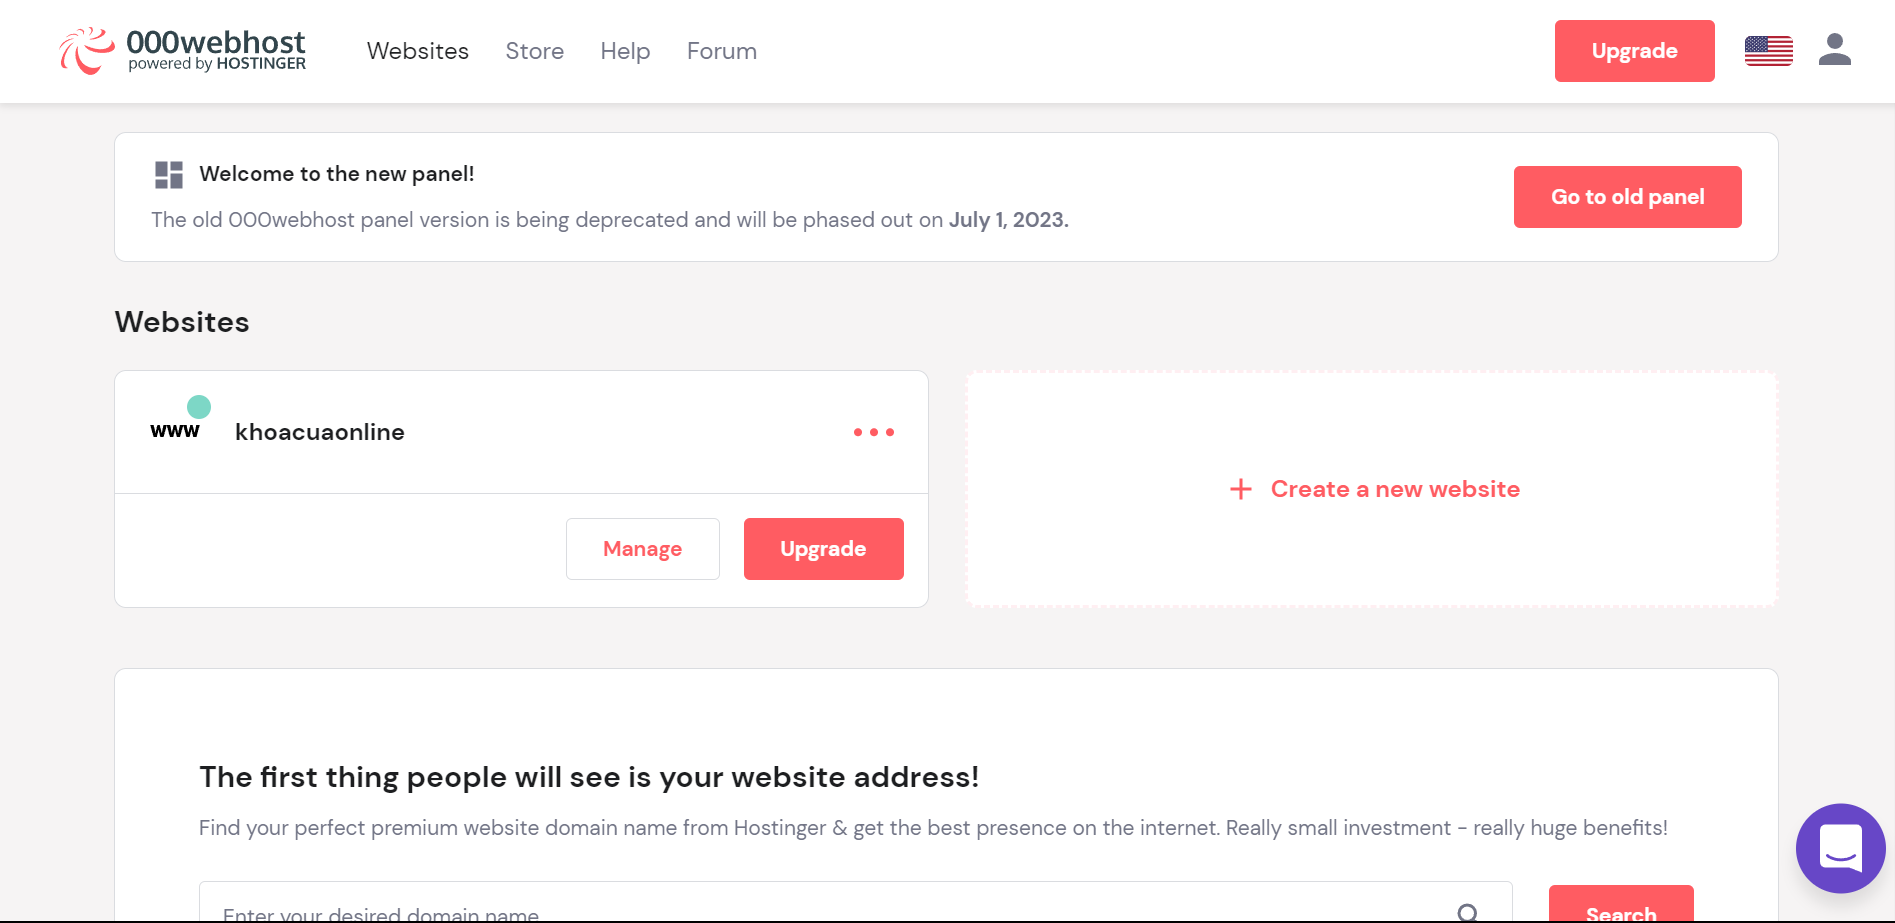 000webhost
powered by HOSTINGER
Websites
Store
Help
Forum
Upgrade
Welcome to the new panel!
The old 000webhost panel version is being deprecated and will be phased out on July 1, 2023.
Go to old panel
Websites
www
khoacuaonline
Manage
Upgrade
Create a new website
The first thing people will see is your website address!
Find your perfect premium website domain name from Hostinger & get the best presence on the internet. Really small investment - really huge benefits!
Enter your desired domain name
Search